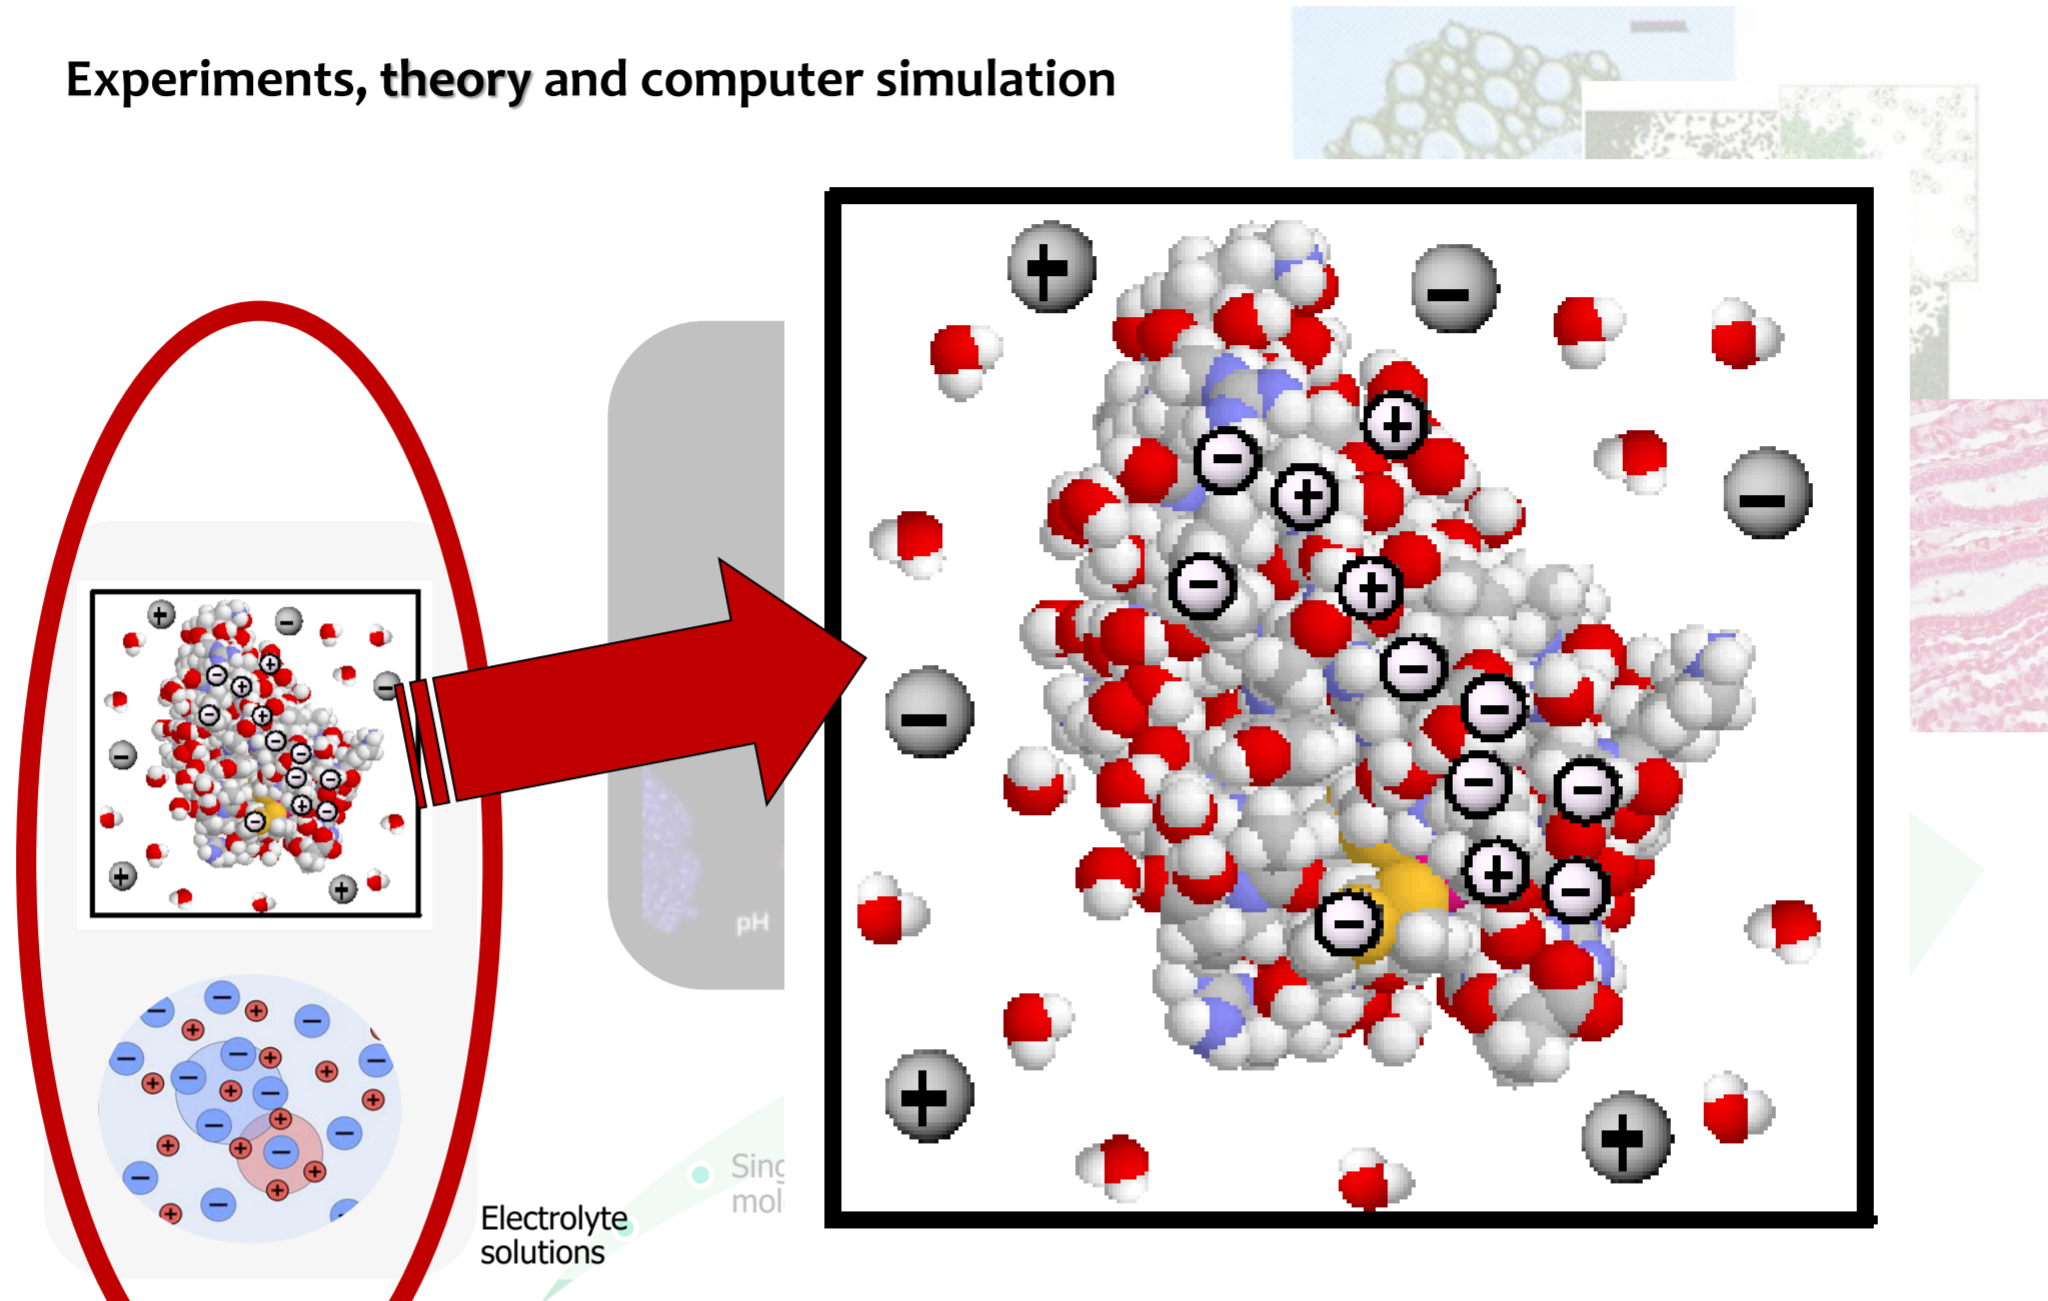 Experiments, theory and computer simulation
pH
Electrolyte
solutions